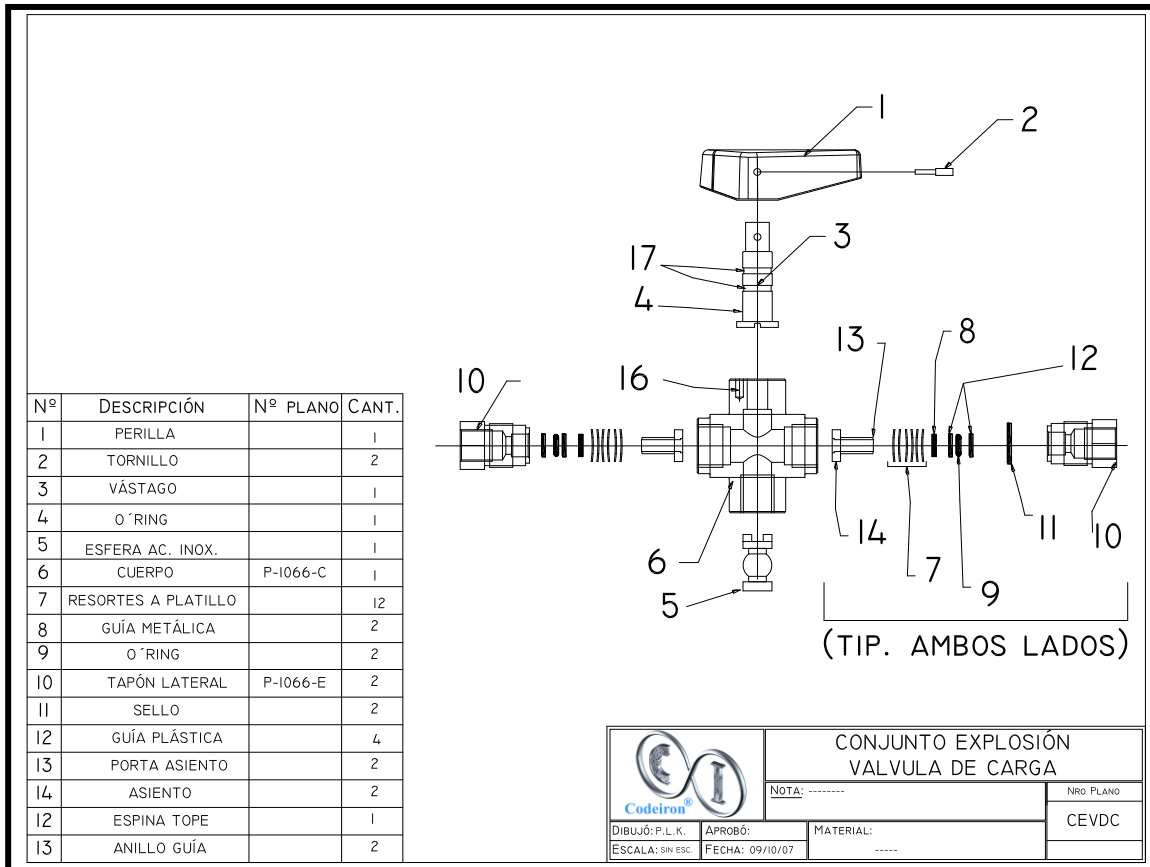 1
2
3
17
4
13
8
12
16
10
14
7
11
10
6
9
5
(TIP. AMBOS LADOS)
Nº DESCRIPCIÓN Nº PLANO CANT.
1 PERILLA 1
2 TORNILLO 2
3 VÁSTAGO 1
4 O´RING 1
5 ESFERA AC. INOX. 1
6 CUERPO P-1066-C 1
7 RESORTES A PLATILLO 12
8 GUÍA METÁLICA 2
9 O´RING 2
10 TAPÓN LATERAL P-1066-E 2
11 SELLO 2
12 GUÍA PLÁSTICA 4
13 PORTA ASIENTO 2
14 ASIENTO 2
12 ESPINA TOPE 1
13 ANILLO GUÍA 2
C I
Codeiron®
CONJUNTO EXPLOSIÓN
VALVULA DE CARGA
NOTA: --------
NRO PLANO
CEVDC
DIBUJÓ: P.L.K. APROBÓ: MATERIAL:
ESCALA: SIN ESC. FECHA: 09/10/07 -----